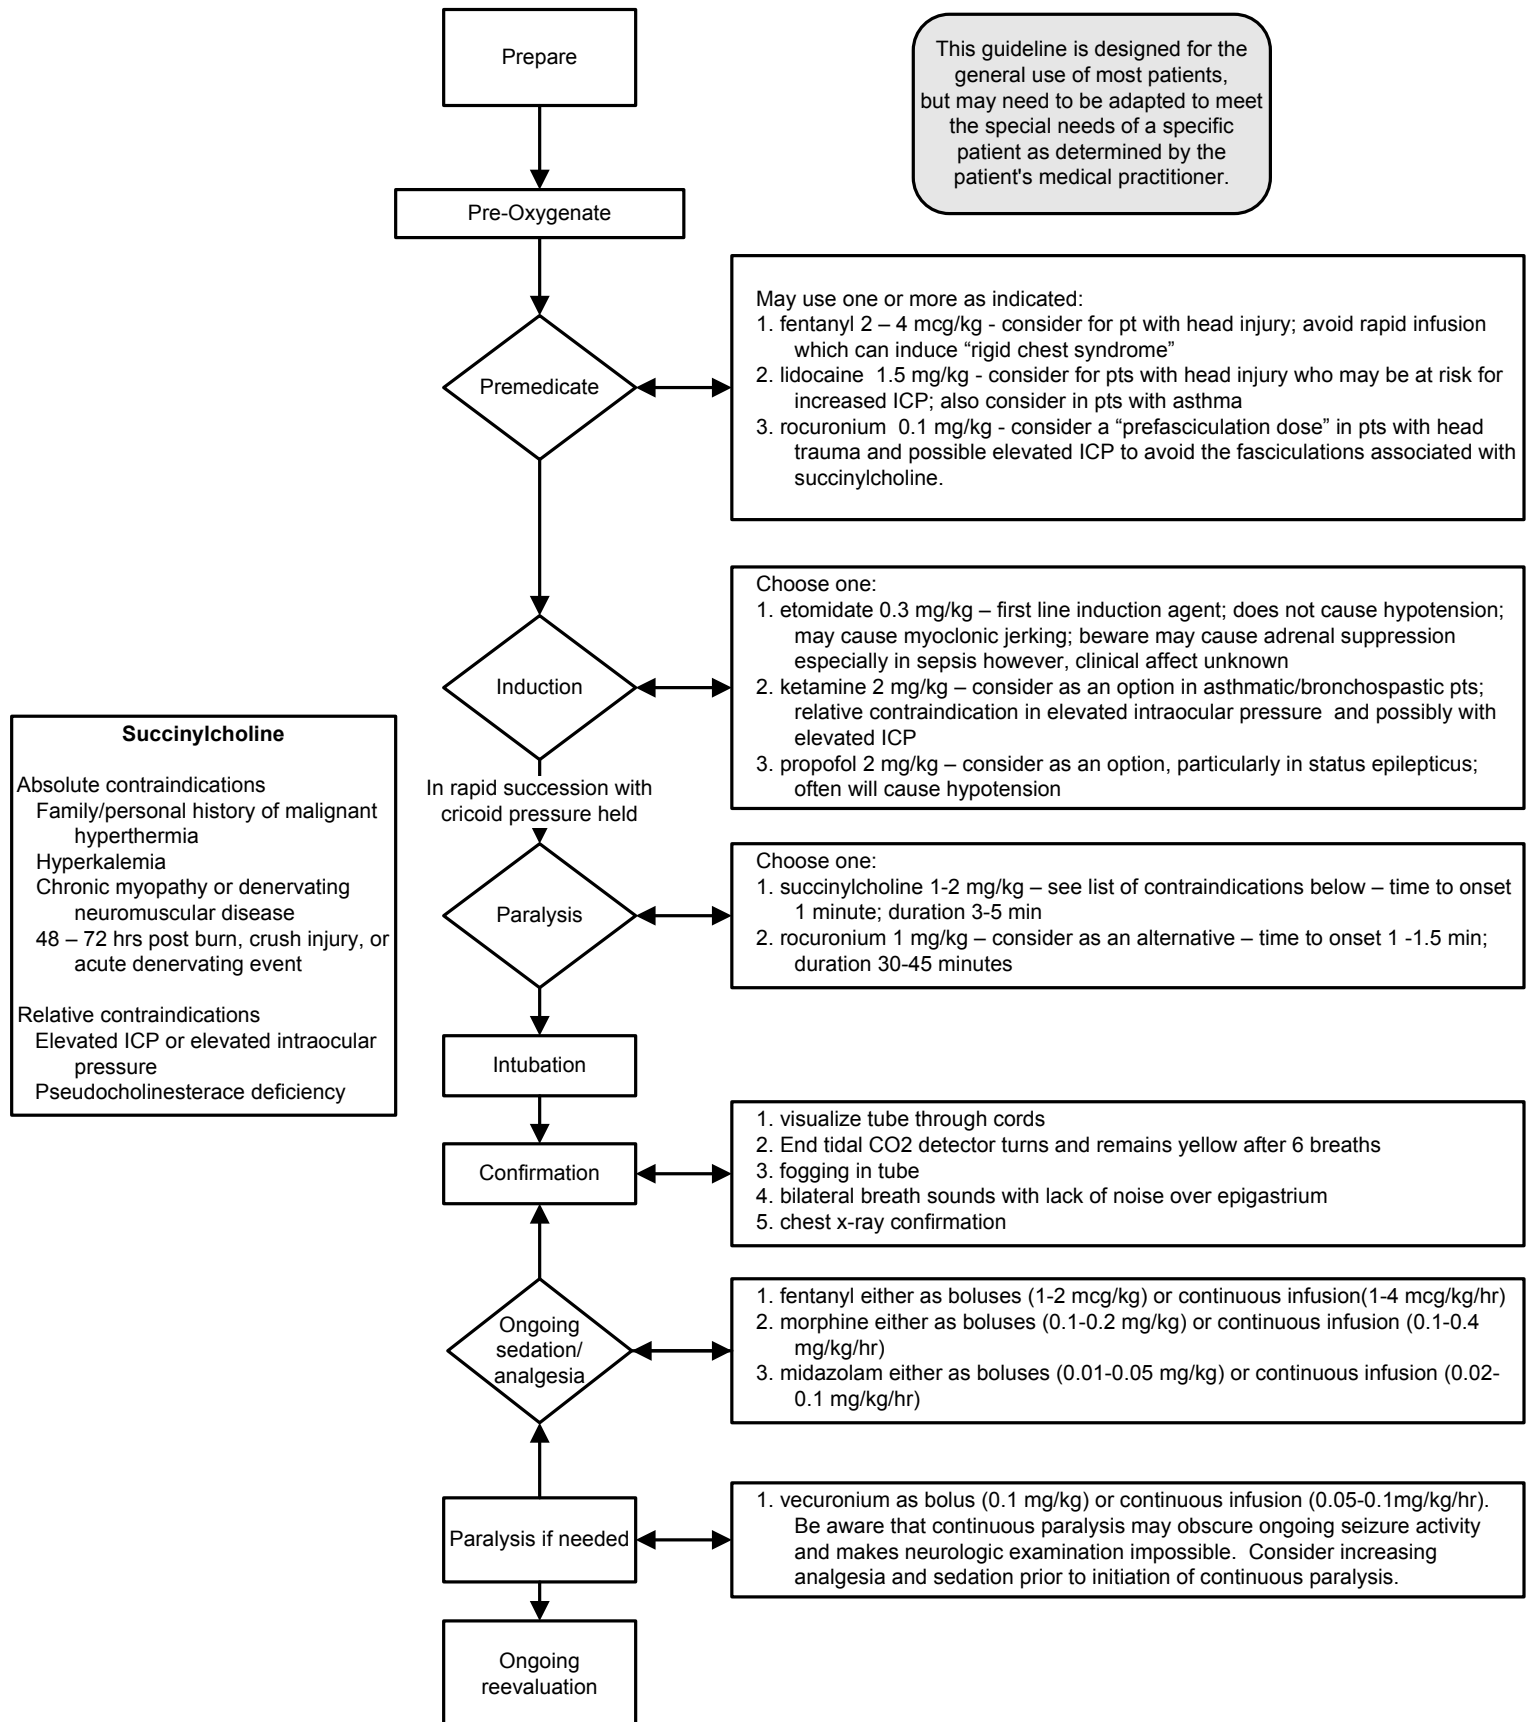 Prepare
This guideline is designed for the
general use of most patients,
but may need to be adapted to meet
the special needs of a specific
patient as determined by the
patient's medical practitioner.
Pre-Oxygenate
Premedicate
May use one or more as indicated:
1. fentanyl 2 – 4 mcg/kg - consider for pt with head injury; avoid rapid infusion
which can induce “rigid chest syndrome”
2. lidocaine  1.5 mg/kg - consider for pts with head injury who may be at risk for
increased ICP; also consider in pts with asthma
3. rocuronium  0.1 mg/kg - consider a “prefasciculation dose” in pts with head
trauma and possible elevated ICP to avoid the fasciculations associated with
succinylcholine.
Induction
Choose one:
1. etomidate 0.3 mg/kg – first line induction agent; does not cause hypotension;
may cause myoclonic jerking; beware may cause adrenal suppression
especially in sepsis however, clinical affect unknown
2. ketamine 2 mg/kg – consider as an option in asthmatic/bronchospastic pts;
relative contraindication in elevated intraocular pressure  and possibly with
elevated ICP
3. propofol 2 mg/kg – consider as an option, particularly in status epilepticus;
often will cause hypotension
Succinylcholine
Absolute contraindications
Family/personal history of malignant
hyperthermia
Hyperkalemia
Chronic myopathy or denervating
neuromuscular disease
48 – 72 hrs post burn, crush injury, or
acute denervating event
Relative contraindications
Elevated ICP or elevated intraocular
pressure
Pseudocholinesterace deficiency
In rapid succession with
cricoid pressure held
Paralysis
Choose one:
1. succinylcholine 1-2 mg/kg – see list of contraindications below – time to onset
1 minute; duration 3-5 min
2. rocuronium 1 mg/kg – consider as an alternative – time to onset 1 -1.5 min;
duration 30-45 minutes
Intubation
Confirmation
1. visualize tube through cords
2. End tidal CO2 detector turns and remains yellow after 6 breaths
3. fogging in tube
4. bilateral breath sounds with lack of noise over epigastrium
5. chest x-ray confirmation
Ongoing
sedation/
analgesia
1. fentanyl either as boluses (1-2 mcg/kg) or continuous infusion(1-4 mcg/kg/hr)
2. morphine either as boluses (0.1-0.2 mg/kg) or continuous infusion (0.1-0.4
mg/kg/hr)
3. midazolam either as boluses (0.01-0.05 mg/kg) or continuous infusion (0.02-
0.1 mg/kg/hr)
Paralysis if needed
1. vecuronium as bolus (0.1 mg/kg) or continuous infusion (0.05-0.1mg/kg/hr).
Be aware that continuous paralysis may obscure ongoing seizure activity
and makes neurologic examination impossible.  Consider increasing
analgesia and sedation prior to initiation of continuous paralysis.
Ongoing
reevaluation